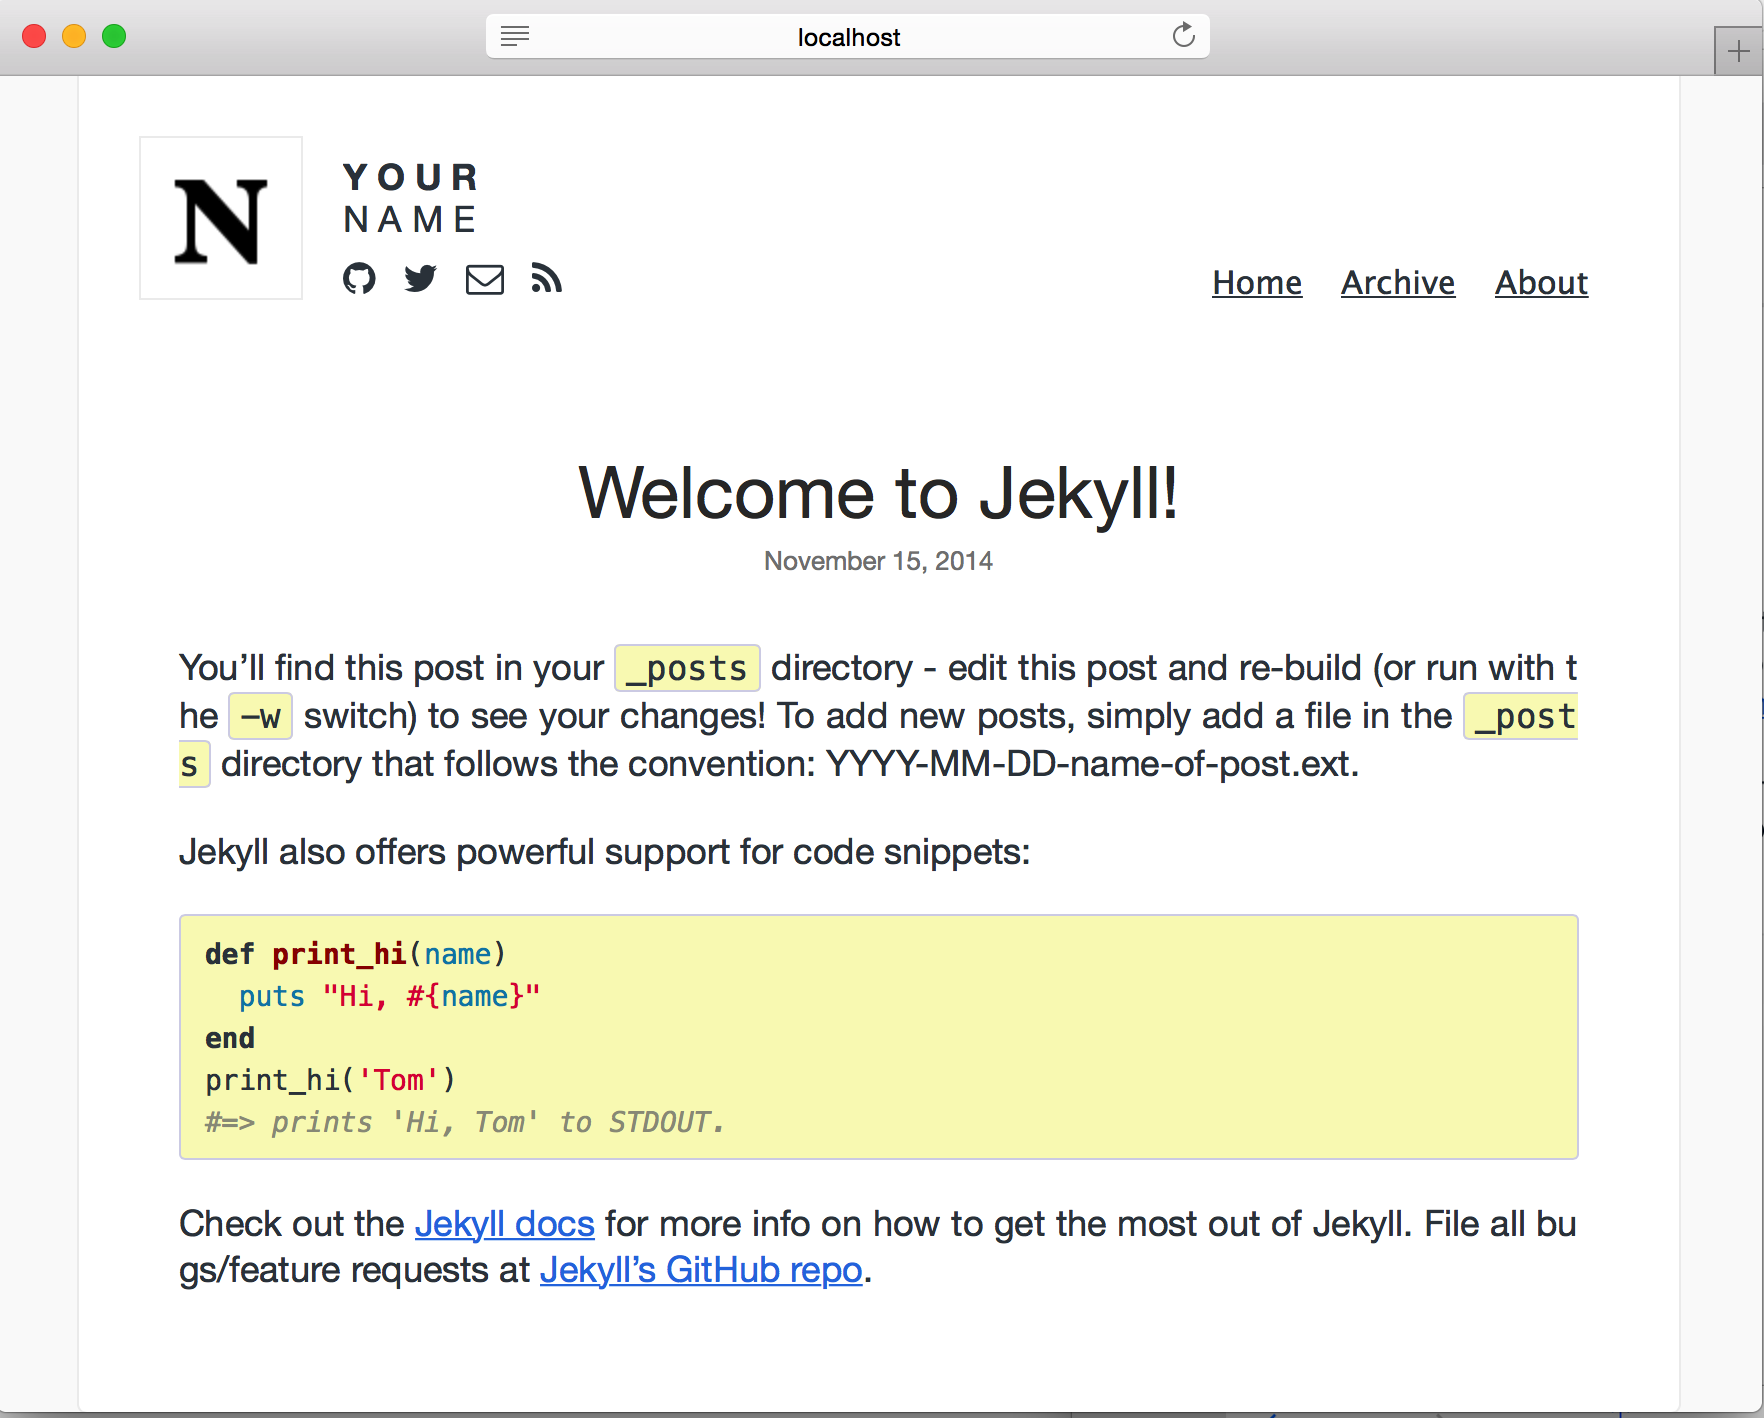 localhost
N
YOUR
NAME
Home Archive About
Welcome to Jekyll!
November 15, 2014
You’ll find this post in your _posts directory - edit this post and re-build (or run with t
he -w switch) to see your changes! To add new posts, simply add a file in the _post
s directory that follows the convention: YYYY-MM-DD-name-of-post.ext.
Jekyll also offers powerful support for code snippets:
def print_hi(name)
  puts "Hi, #{name}"
end
print_hi('Tom')
#=> prints 'Hi, Tom' to STDOUT.
Check out the Jekyll docs for more info on how to get the most out of Jekyll. File all bu
gs/feature requests at Jekyll’s GitHub repo.